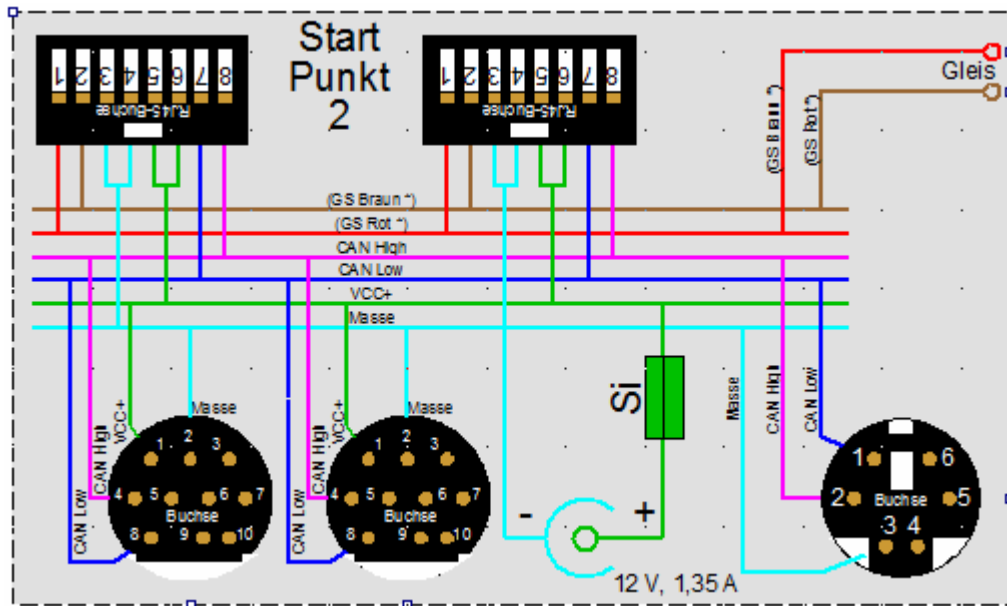 Start
Punkt
2
1 2 3 4 5 6 7 8
RJ45-Buchse
1 2 3 4 5 6 7 8
RJ45-Buchse
Gleis
(GS Braun *)
(GS Rot *)
(GS Braun *)
(GS Rot *)
CAN High
CAN Low
VCC+
Masse
CAN Low
CAN High
VCC+
Masse
1 2 3
4 5 6 7
Buchse
8 9 10
CAN Low
CAN High
VCC+
Masse
1 2 3
4 5 6 7
Buchse
8 9 10
Si
- +
12 V, 1,35 A
Masse
CAN High
CAN Low
1 6
2 Buchse 5
3 4